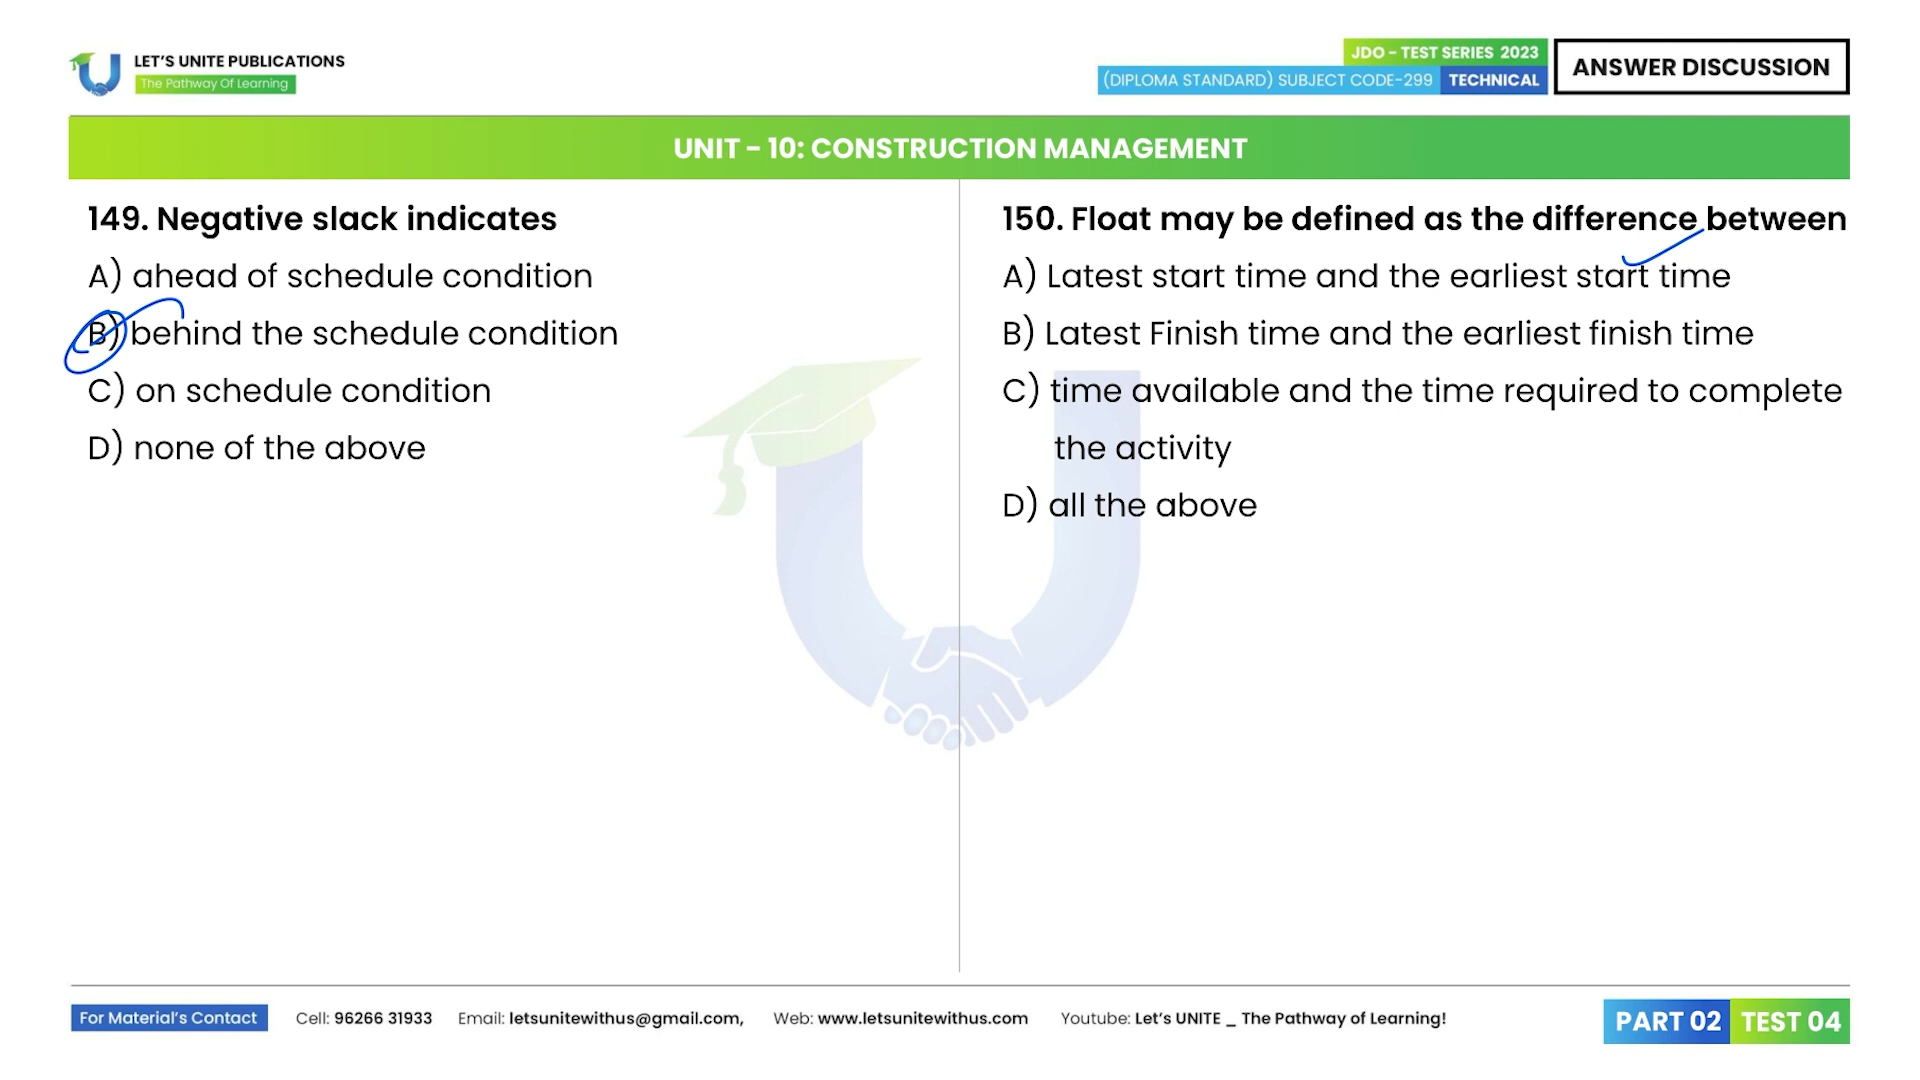 LET'S UNITE PUBLICATIONS
The Pathway Of Learning
JDO - TEST SERIES 2023
(DIPLOMA STANDARD) SUBJECT CODE-299 TECHNICAL
ANSWER DISCUSSION
UNIT - 10: CONSTRUCTION MANAGEMENT
149. Negative slack indicates
A) ahead of schedule condition
B) behind the schedule condition
C) on schedule condition
D) none of the above
150. Float may be defined as the difference between
A) Latest start time and the earliest start time
B) Latest Finish time and the earliest finish time
C) time available and the time required to complete
the activity
D) all the above
For Material's Contact Cell: 96266 31933 Email: letsunitewithus@gmail.com, Web: www.letsunitewithus.com Youtube: Let's UNITE _ The Pathway of Learning!
PART 02 TEST 04